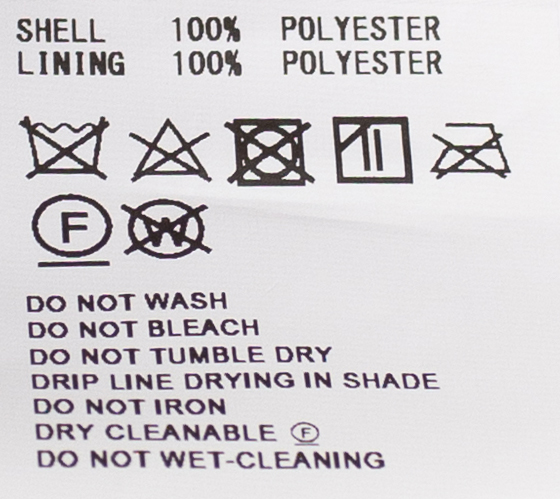 SHELL 100% POLYESTER
LINING 100% POLYESTER
F W
DO NOT WASH
DO NOT BLEACH
DO NOT TUMBLE DRY
DRIP LINE DRYING IN SHADE
DO NOT IRON
DRY CLEANABLE Ⓕ
DO NOT WET-CLEANING